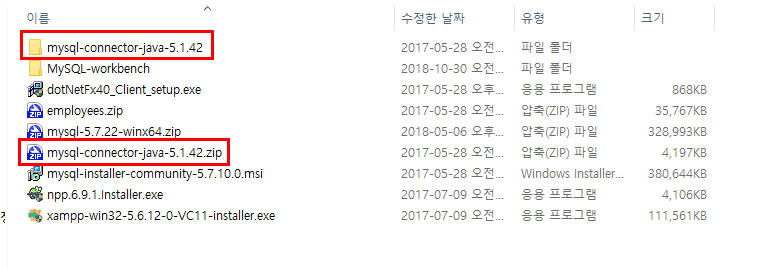 이름 수정한 날짜 유형 크기
mysql-connector-java-5.1.42 2017-05-28 오전... 파일 폴더
MySQL-workbench 2018-10-30 오전... 파일 폴더
dotNetFx40_Client_setup.exe 2017-05-28 오전... 응용 프로그램 868KB
employees.zip 2017-05-28 오전... 압축(ZIP) 파일 35,767KB
mysql-5.7.22-winx64.zip 2018-05-06 오후... 압축(ZIP) 파일 328,993KB
mysql-connector-java-5.1.42.zip 2017-05-28 오전... 압축(ZIP) 파일 4,197KB
mysql-installer-community-5.7.10.0.msi 2017-05-28 오전... Windows Installer... 380,644KB
npp.6.9.1.Installer.exe 2017-07-09 오전... 응용 프로그램 4,106KB
xampp-win32-5.6.12-0-VC11-installer.exe 2017-07-09 오전... 응용 프로그램 111,561KB